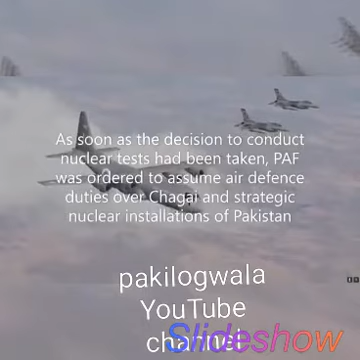 As soon as the decision to conduct
nuclear tests had been taken, PAF
was ordered to assume air defence
duties over Chagai and strategic
nuclear installations of Pakistan
pakilogwala
YouTube
channel
Slideshow